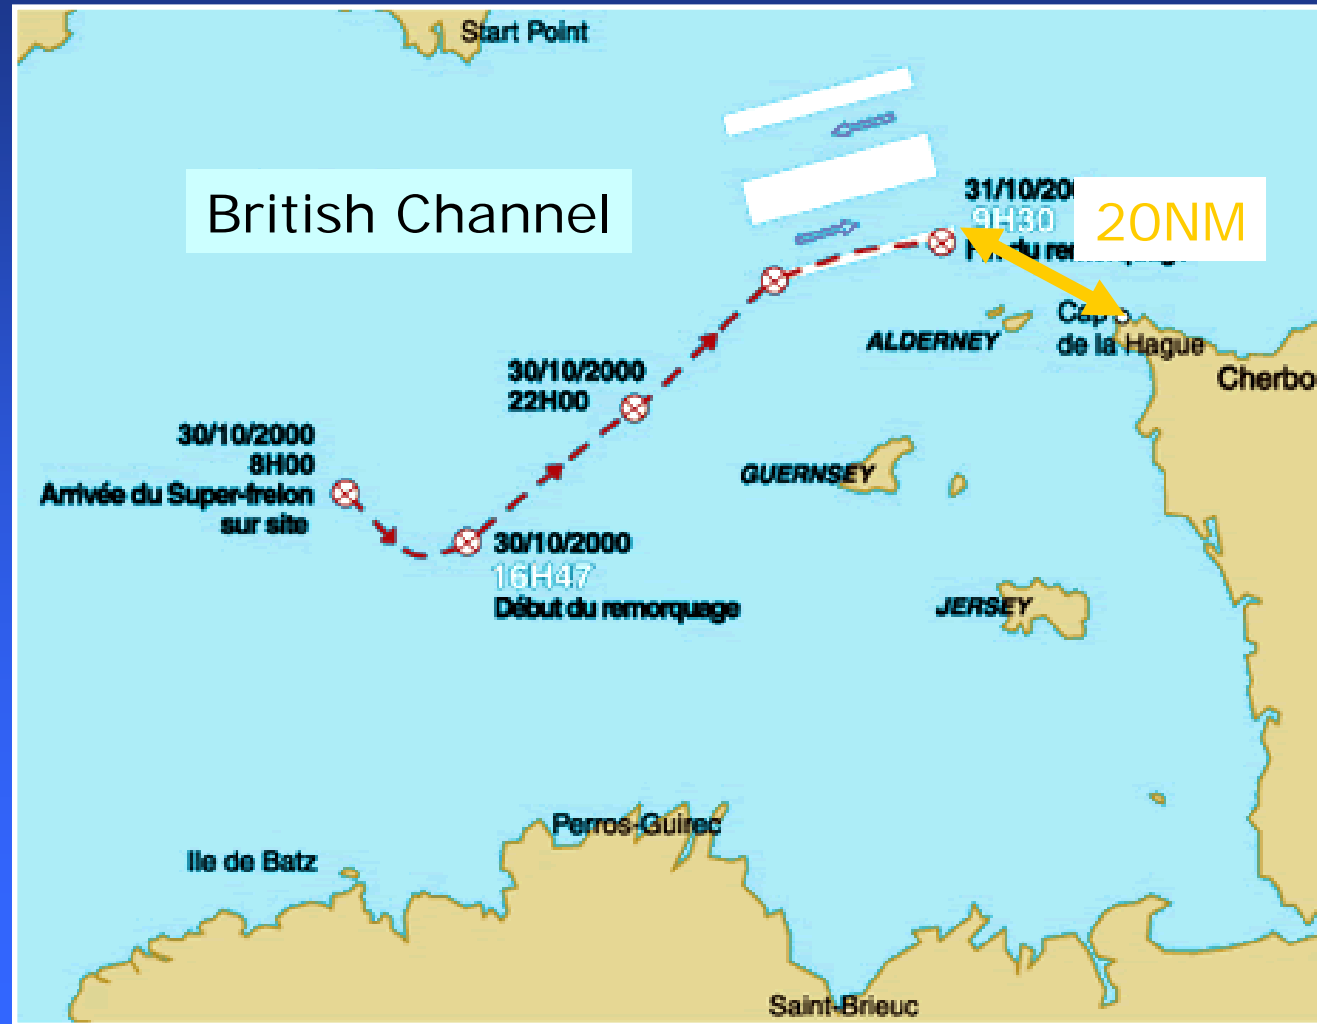 Start Point
British Channel
31/10/20
9H30
20NM
du
Cap
de la Hague
ALDERNEY
Cherbo
30/10/2000
22H00
30/10/2000
8H00
Arrivée du Super-frelon
sur site
GUERNSEY
30/10/2000
16H47
Début du remorquage
JERSEY
Perros-Guirec
Ile de Batz
Saint-Brieuc